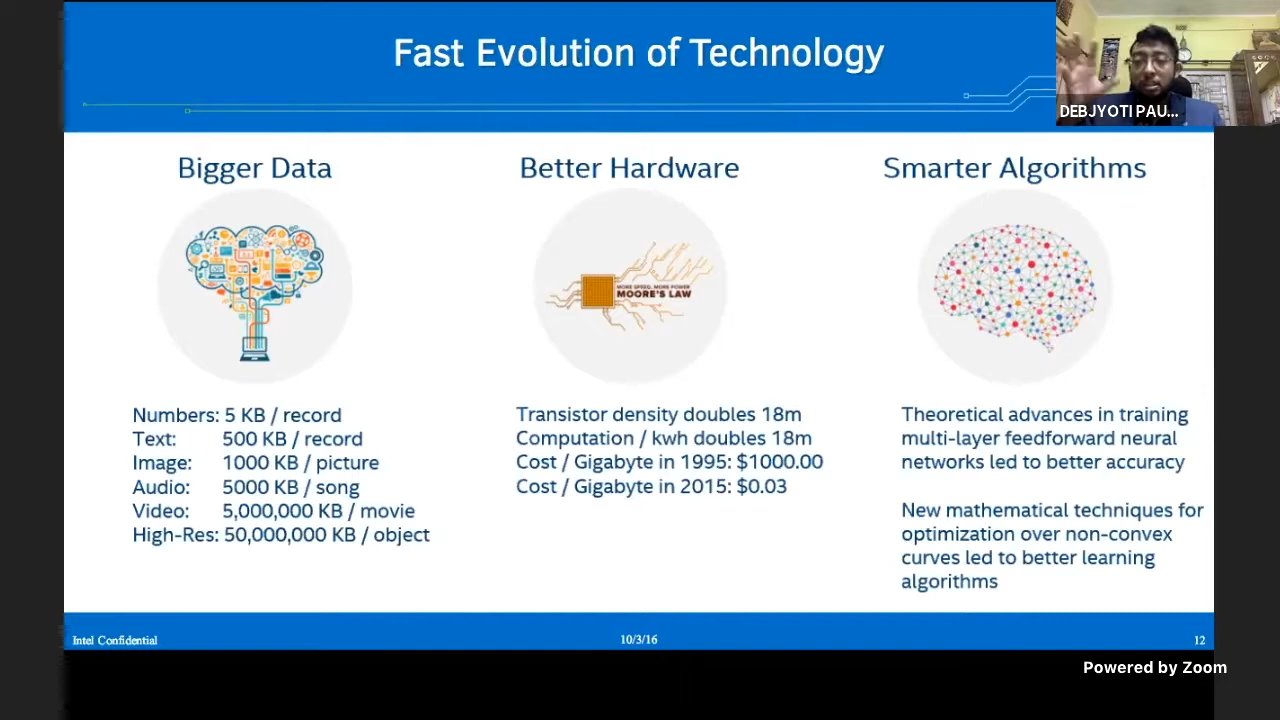 Fast Evolution of Technology
DEBJYOTI PAU...
Bigger Data
Better Hardware
Smarter Algorithms
MORE SPEED, MORE POWER
MOORE'S LAW
Numbers: 5 KB / record
Text: 500 KB / record
Image: 1000 KB / picture
Audio: 5000 KB / song
Video: 5,000,000 KB / movie
High-Res: 50,000,000 KB / object
Transistor density doubles 18m
Computation / kwh doubles 18m
Cost / Gigabyte in 1995: $1000.00
Cost / Gigabyte in 2015: $0.03
Theoretical advances in training
multi-layer feedforward neural
networks led to better accuracy
New mathematical techniques for
optimization over non-convex
curves led to better learning
algorithms
Intel Confidential
10/3/16
12
Powered by Zoom